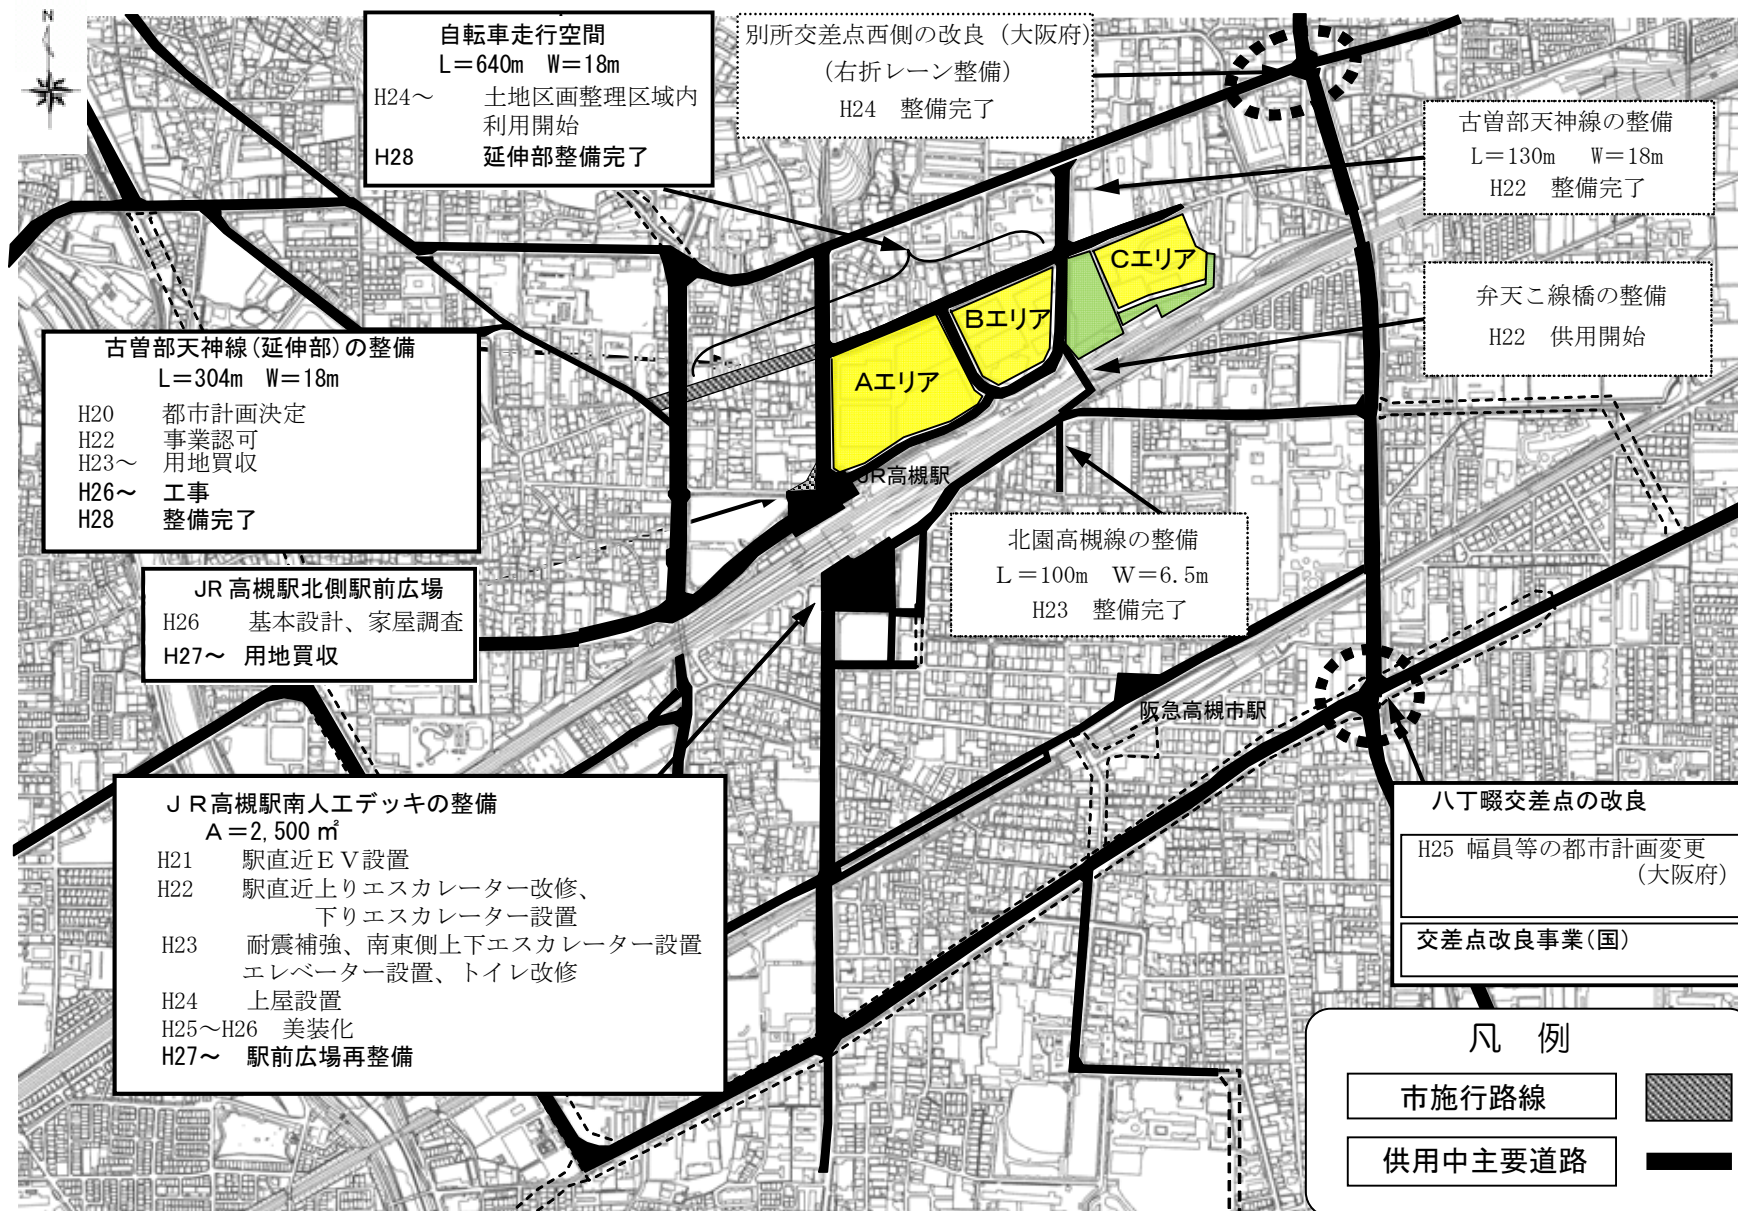 N
自転車走行空間
L＝640m　W＝18m
H24～　土地区画整理区域内
利用開始
H28　延伸部整備完了
別所交差点西側の改良（大阪府）
（右折レーン整備）
H24　整備完了
古曽部天神線の整備
L＝130m　W＝18m
H22　整備完了
弁天こ線橋の整備
H22　供用開始
Cエリア
Bエリア
Aエリア
JR高槻駅
古曽部天神線（延伸部）の整備
L＝304m　W＝18m
H20　都市計画決定
H22　事業認可
H23～　用地買収
H26～　工事
H28　整備完了
JR高槻駅北側駅前広場
H26　基本設計、家屋調査
H27～　用地買収
北園高槻線の整備
L＝100m　W＝6.5m
H23　整備完了
阪急高槻市駅
ＪＲ高槻駅南人工デッキの整備
A＝2,500㎡
H21　駅直近ＥＶ設置
H22　駅直近上りエスカレーター改修、
下りエスカレーター設置
H23　耐震補強、南東側上下エスカレーター設置
エレベーター設置、トイレ改修
H24　上屋設置
H25～H26　美装化
H27～　駅前広場再整備
八丁畷交差点の改良
H25 幅員等の都市計画変更
（大阪府）
交差点改良事業（国）
凡　例
市施行路線
供用中主要道路